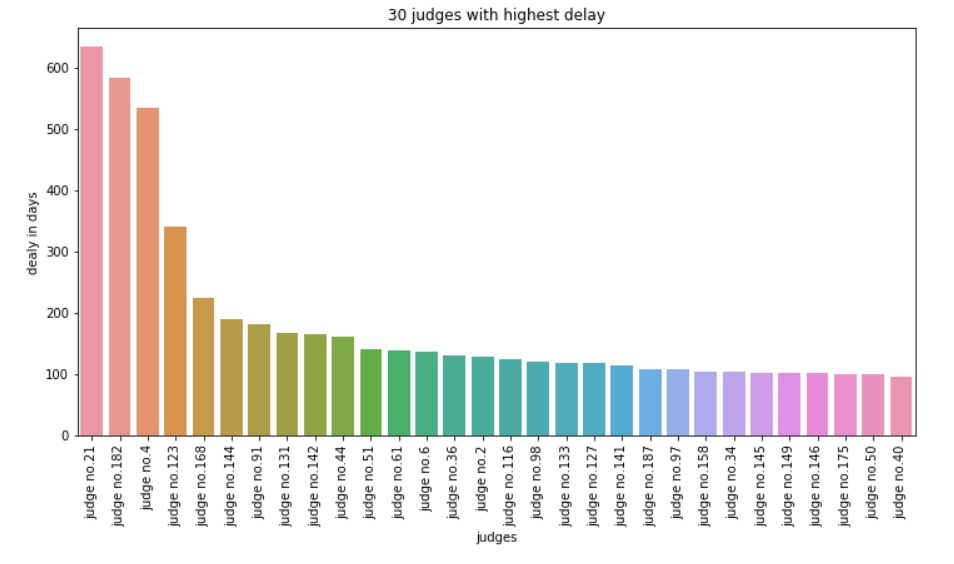 30 judges with highest delay
dealy in days
600
500
400
300
200
100
0
judge no.21
judge no.182
judge no.4
judge no.123
judge no.168
judge no.144
judge no.91
judge no.131
judge no.142
judge no.44
judge no.51
judge no.61
judge no.6
judge no.36
judge no.2
judge no.116
judge no.98
judge no.133
judge no.127
judge no.141
judge no.187
judge no.97
judge no.158
judge no.34
judge no.145
judge no.149
judge no.146
judge no.175
judge no.50
judge no.40
judges